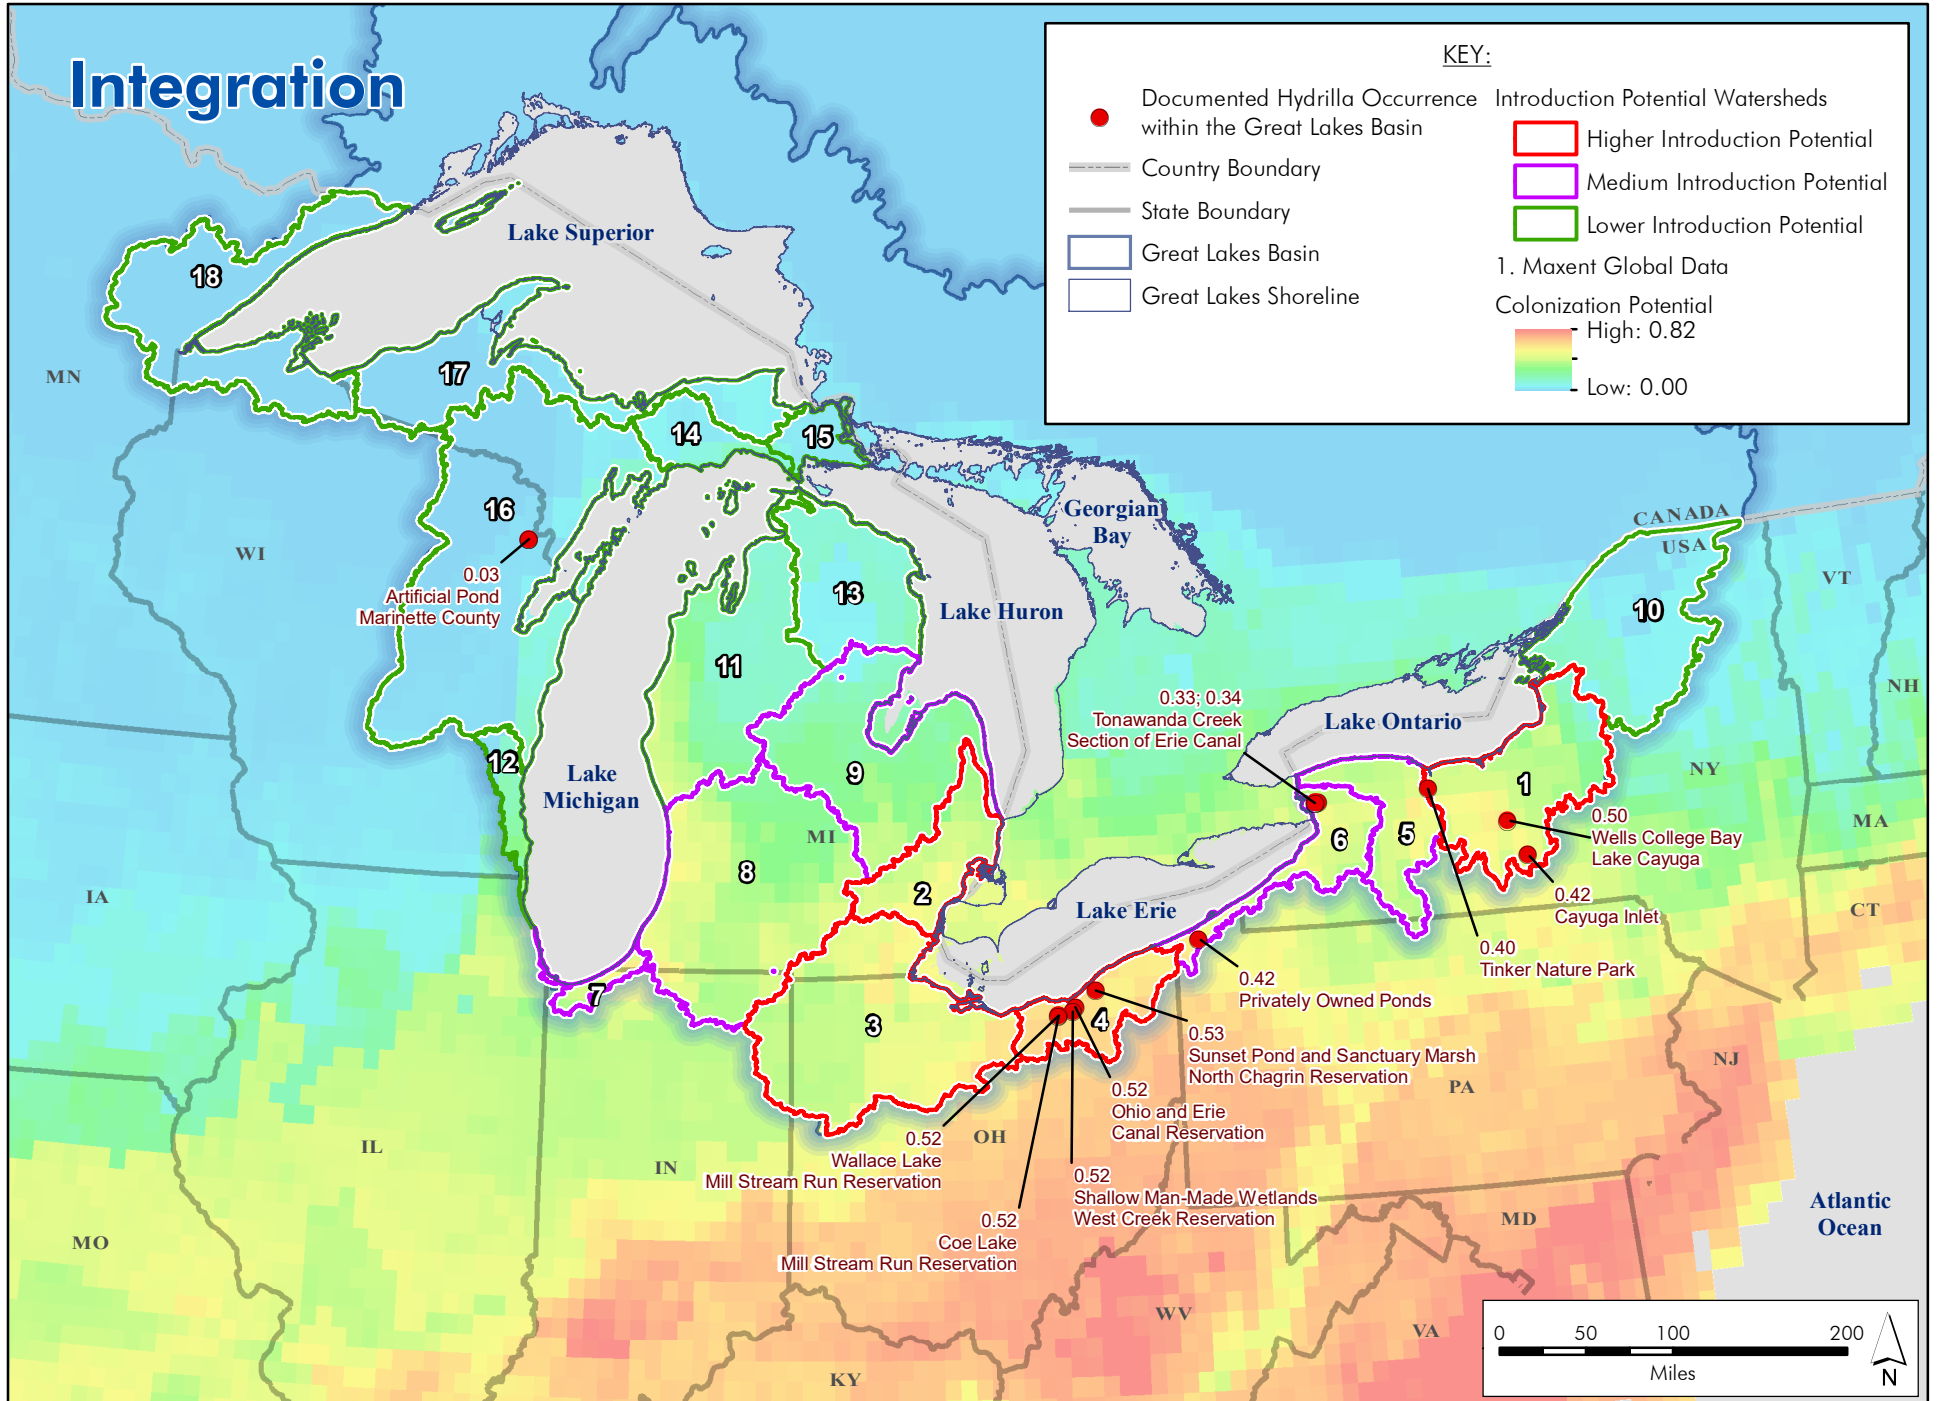 Integration
KEY:
Documented Hydrilla Occurrence
within the Great Lakes Basin
Country Boundary
State Boundary
Great Lakes Basin
Great Lakes Shoreline
Introduction Potential Watersheds
Higher Introduction Potential
Medium Introduction Potential
Lower Introduction Potential
1. Maxent Global Data
Colonization Potential
High: 0.82
Low: 0.00
Lake Superior
18
17
MN
14
15
16
WI
0.03
Artificial Pond
Marinette County
Georgian
Bay
CANADA
USA
VT
13
Lake Huron
10
11
NH
0.33; 0.34
Tonawanda Creek
Section of Erie Canal
Lake Ontario
12
Lake
Michigan
9
NY
1
MI
8
6
5
0.50
Wells College Bay
Lake Cayuga
MA
IA
2
Lake Erie
0.42
Cayuga Inlet
CT
0.40
Tinker Nature Park
0.42
Privately Owned Ponds
7
3
4
0.53
Sunset Pond and Sanctuary Marsh
North Chagrin Reservation
NJ
PA
0.52
Ohio and Erie
Canal Reservation
IL
IN
OH
0.52
Wallace Lake
Mill Stream Run Reservation
0.52
Shallow Man-Made Wetlands
West Creek Reservation
0.52
Coe Lake
Mill Stream Run Reservation
MO
MD
Atlantic
Ocean
WV
VA
KY
0 50 100 200
Miles
N